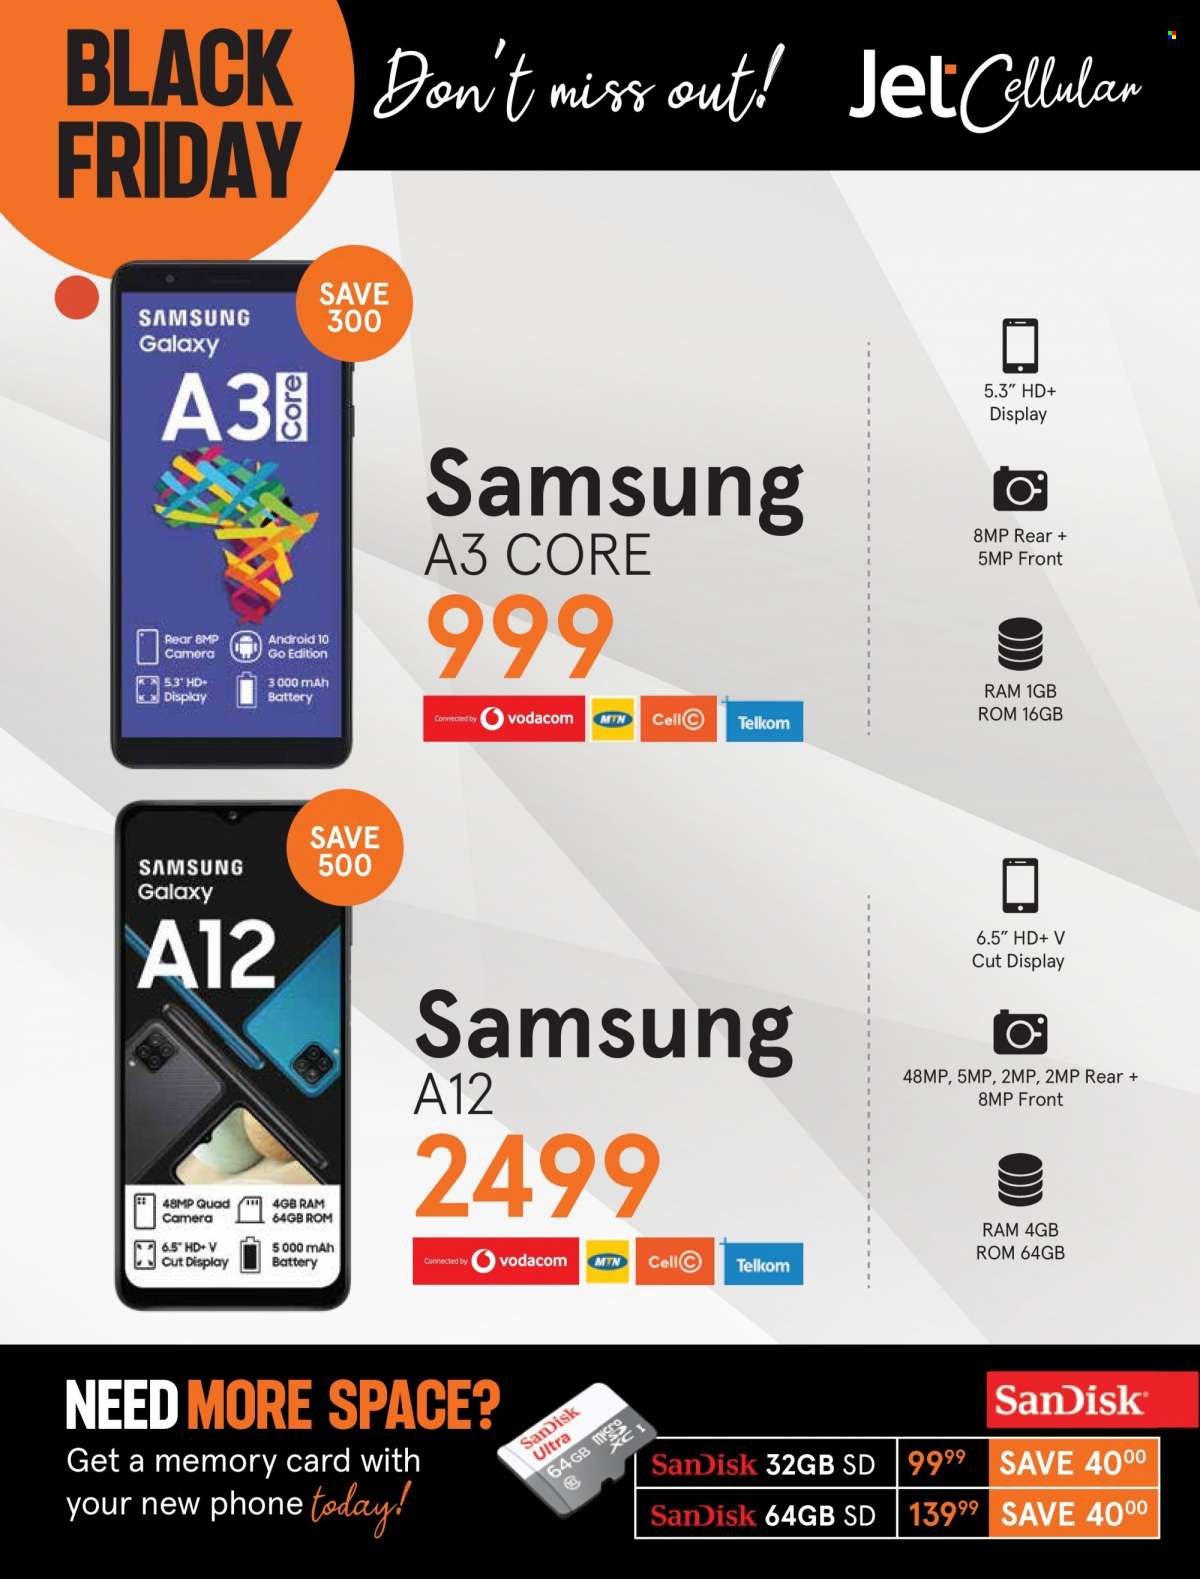 BLACK
FRIDAY
Don't miss out!
Jet Cellular
SAVE
300
SAMSUNG
Galaxy
A3 Core
Rear 8MP
Camera
Android 10
Go Edition
5.3" HD+
Display
3 000 mAh
Battery
Samsung
A3 CORE
999
Connected by vodacom MTN Cell C Telkom
5.3" HD+
Display
8MP Rear +
5MP Front
RAM 1GB
ROM 16GB
SAVE
500
SAMSUNG
Galaxy
A12
48MP Quad
Camera
4GB RAM
64GB ROM
6.5" HD+ V
Cut Display
5 000 mAh
Battery
Samsung
A12
2499
Connected by vodacom MTN Cell C Telkom
6.5" HD+ V
Cut Display
48MP, 5MP, 2MP, 2MP Rear +
8MP Front
RAM 4GB
ROM 64GB
NEED MORE SPACE?
Get a memory card with
your new phone today!
SanDisk
Ultra
64GB
micro
SD
XC I
10
SanDisk
SanDisk 32GB SD 99 99 SAVE 40 00
SanDisk 64GB SD 139 99 SAVE 40 00